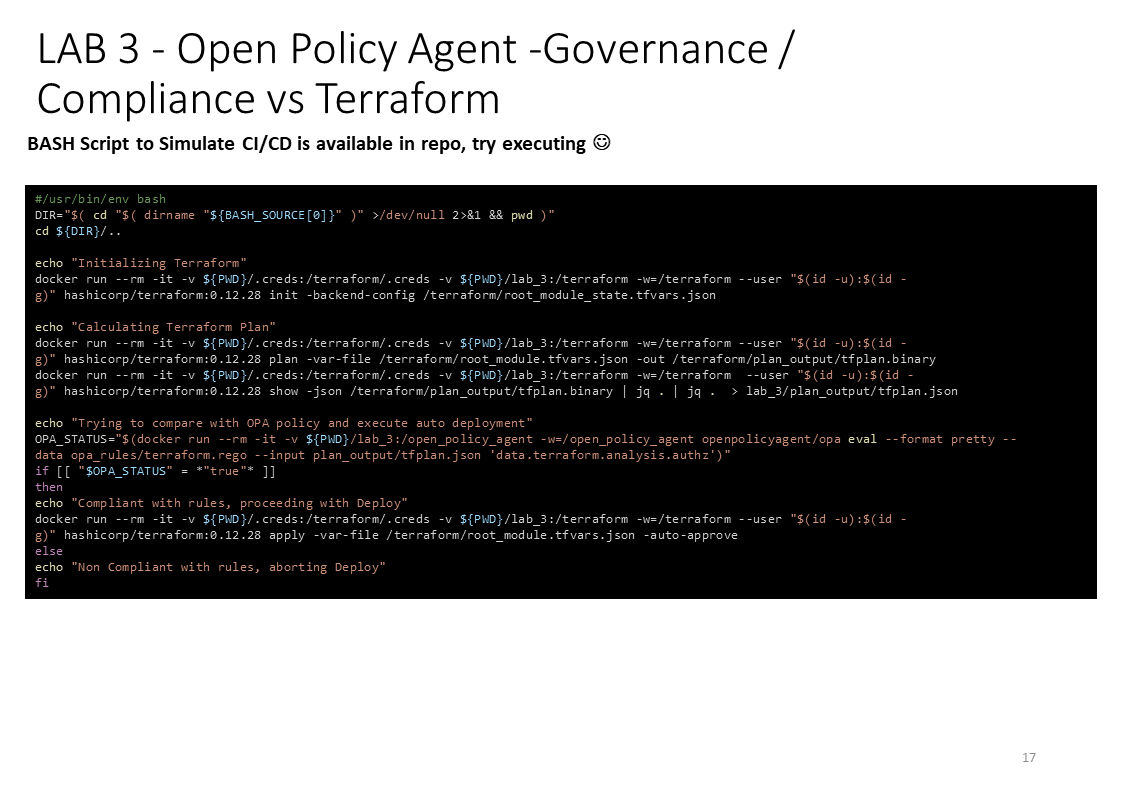 LAB 3 - Open Policy Agent -Governance /
Compliance vs Terraform
BASH Script to Simulate CI/CD is available in repo, try executing ☺
#/usr/bin/env bash
DIR="$( cd "$( dirname "${BASH_SOURCE[0]}" )" >/dev/null 2>&1 && pwd )"
cd ${DIR}/..
echo "Initializing Terraform"
docker run --rm -it -v ${PWD}/.creds:/terraform/.creds -v ${PWD}/lab_3:/terraform -w=/terraform --user "$(id -u):$(id -
g)" hashicorp/terraform:0.12.28 init -backend-config /terraform/root_module_state.tfvars.json
echo "Calculating Terraform Plan"
docker run --rm -it -v ${PWD}/.creds:/terraform/.creds -v ${PWD}/lab_3:/terraform -w=/terraform --user "$(id -u):$(id -
g)" hashicorp/terraform:0.12.28 plan -var-file /terraform/root_module.tfvars.json -out /terraform/plan_output/tfplan.binary
docker run --rm -it -v ${PWD}/.creds:/terraform/.creds -v ${PWD}/lab_3:/terraform -w=/terraform  --user "$(id -u):$(id -
g)" hashicorp/terraform:0.12.28 show -json /terraform/plan_output/tfplan.binary | jq . | jq .  > lab_3/plan_output/tfplan.json
echo "Trying to compare with OPA policy and execute auto deployment"
OPA_STATUS="$(docker run --rm -it -v ${PWD}/lab_3:/open_policy_agent -w=/open_policy_agent openpolicyagent/opa eval --format pretty --
data opa_rules/terraform.rego --input plan_output/tfplan.json 'data.terraform.analysis.authz')"
if [[ "$OPA_STATUS" = *"true"* ]]
then
echo "Compliant with rules, proceeding with Deploy"
docker run --rm -it -v ${PWD}/.creds:/terraform/.creds -v ${PWD}/lab_3:/terraform -w=/terraform --user "$(id -u):$(id -
g)" hashicorp/terraform:0.12.28 apply -var-file /terraform/root_module.tfvars.json -auto-approve
else
echo "Non Compliant with rules, aborting Deploy"
fi
17